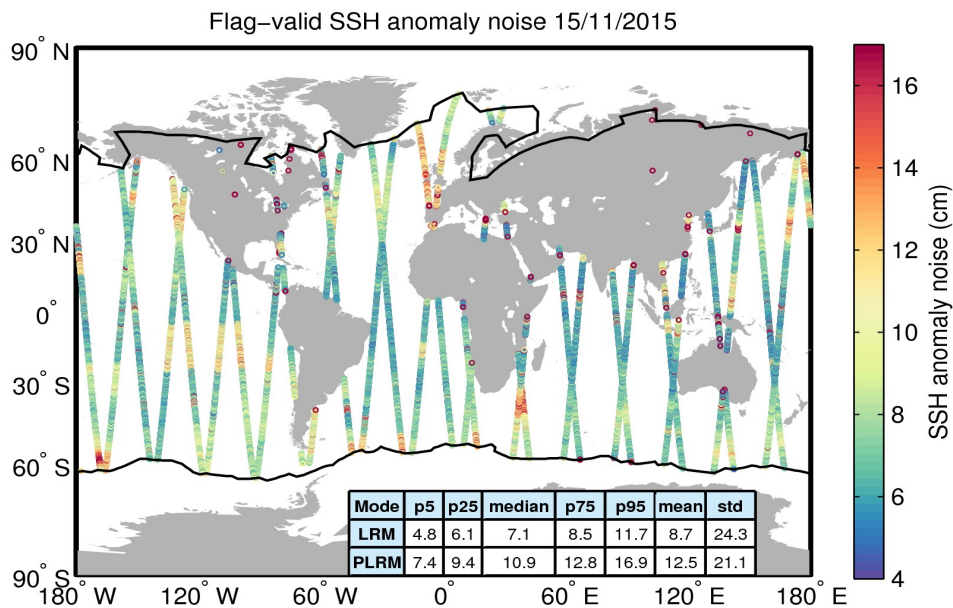 Flag−valid SSH anomaly noise 15/11/2015
90° N
60° N
30° N
0°
30° S
60° S
90° S
180° W 120° W 60° W 0° 60° E 120° E 180° E
Mode p5 p25 median p75 p95 mean std
LRM 4.8 6.1 7.1 8.5 11.7 8.7 24.3
PLRM 7.4 9.4 10.9 12.8 16.9 12.5 21.1
16
14
12
10
8
6
4
SSH anomaly noise (cm)